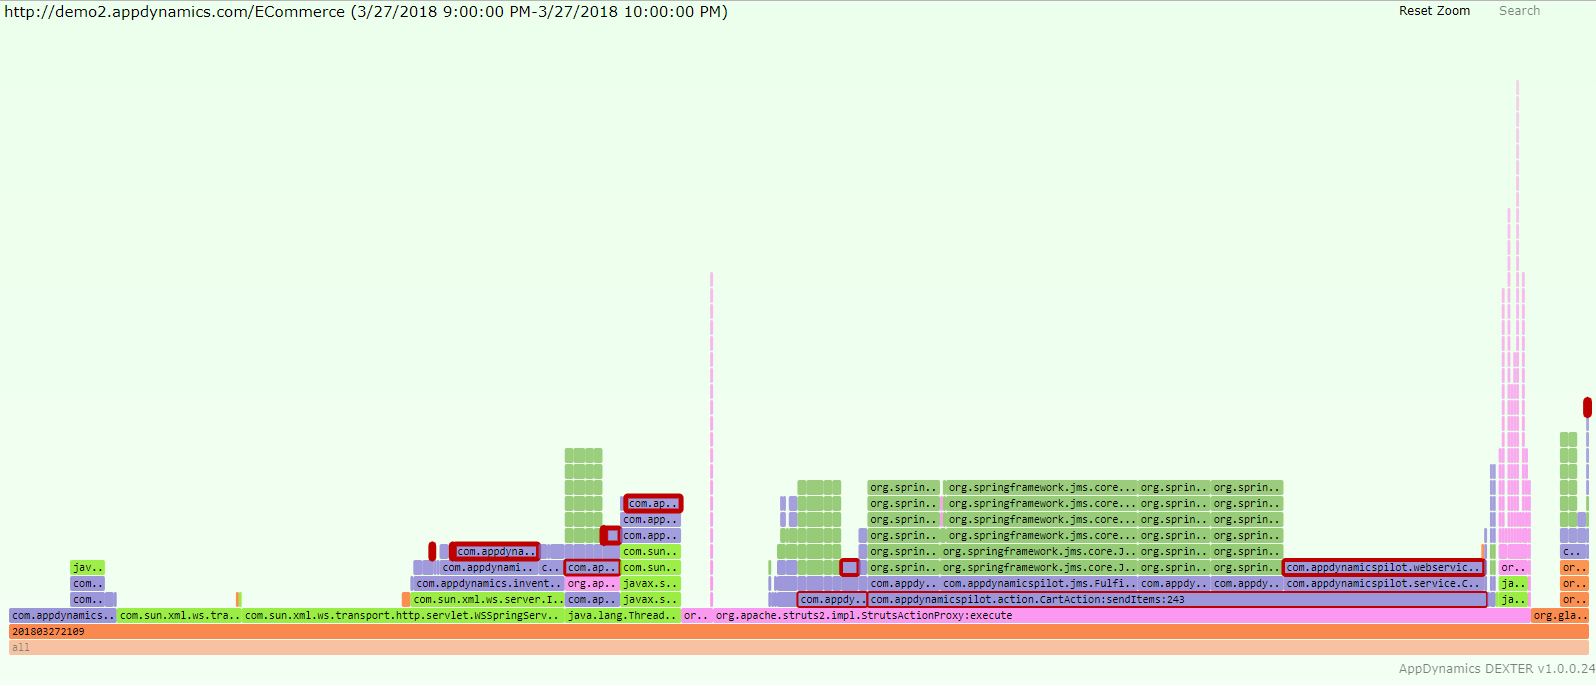 http://demo2.appdynamics.com/ECommerce (3/27/2018 9:00:00 PM-3/27/2018 10:00:00 PM) Reset Zoom Search
org.sprin.. org.springframework.jms.core... org.sprin.. org.sprin..
com.ap.. org.sprin.. org.springframework.jms.core... org.sprin.. org.sprin..
com.app.. org.sprin.. org.springframework.jms.core... org.sprin.. org.sprin..
com.app.. org.sprin.. org.springframework.jms.core... org.sprin.. org.sprin..
com.appdyna.. com.sun.. org.sprin.. org.springframework.jms.core.J.. org.sprin.. org.sprin.. c..
jav.. com.appdynami.. c.. com.ap.. com.sun.. org.sprin.. org.springframework.jms.core.J.. org.sprin.. org.sprin.. com.appdynamicspilot.webservic.. or.. or..
com.. com.appdynamics.invent.. org.ap.. javax.s.. com.appdy.. com.appdynamicspilot.jms.Fulfi.. com.appdy.. com.appdy.. com.appdynamicspilot.service.C.. ja.. or..
com.. com.sun.xml.ws.server.I.. com.ap.. javax.s.. com.appdy.. com.appdynamicspilot.action.CartAction:sendItems:243 ja.. or..
com.appdynamics.. com.sun.xml.ws.tra.. com.sun.xml.ws.transport.http.servlet.WSSpringServ.. java.lang.Thread.. or.. org.apache.struts2.impl.StrutsActionProxy:execute org.gla..
201803272109
all
AppDynamics DEXTER v1.0.0.24